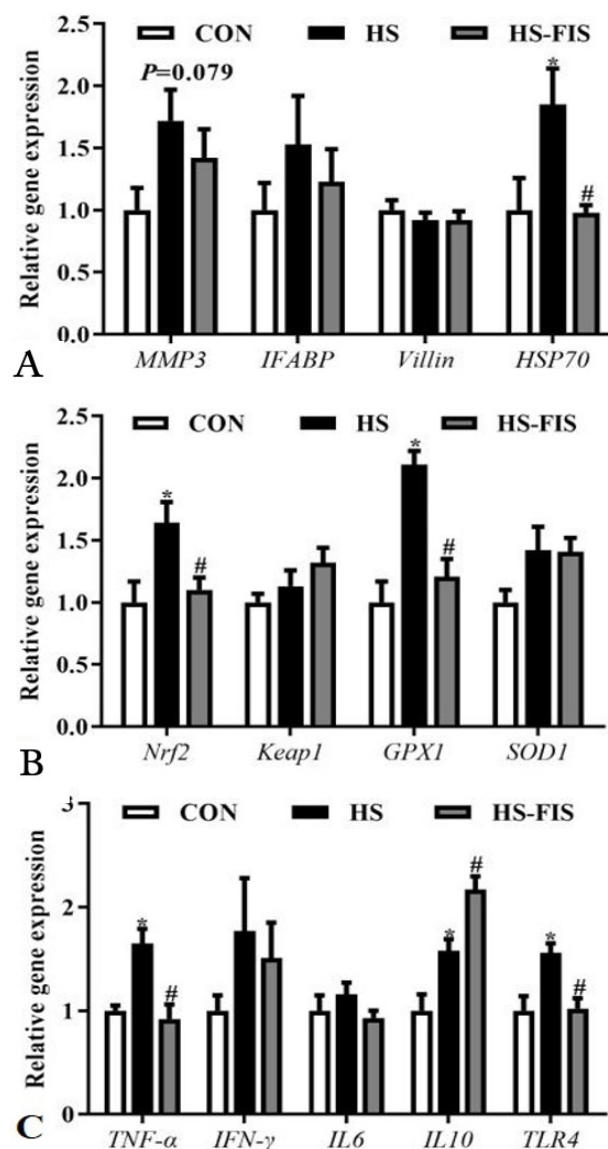 2.5 CON HS HS-FIS
P=0.079 *
2.0
1.5
1.0 #
0.5
0.0
Relative gene expression
MMP3 IFABP Villin HSP70
A
2.5 CON HS HS-FIS
2.0 * *
1.5 # #
1.0
0.5
0.0
Relative gene expression
Nrf2 Keap1 GPX1 SOD1
B
3 CON HS HS-FIS
2 * * # *
1 # #
0
Relative gene expression
TNF-α IFN-γ IL6 IL10 TLR4
C